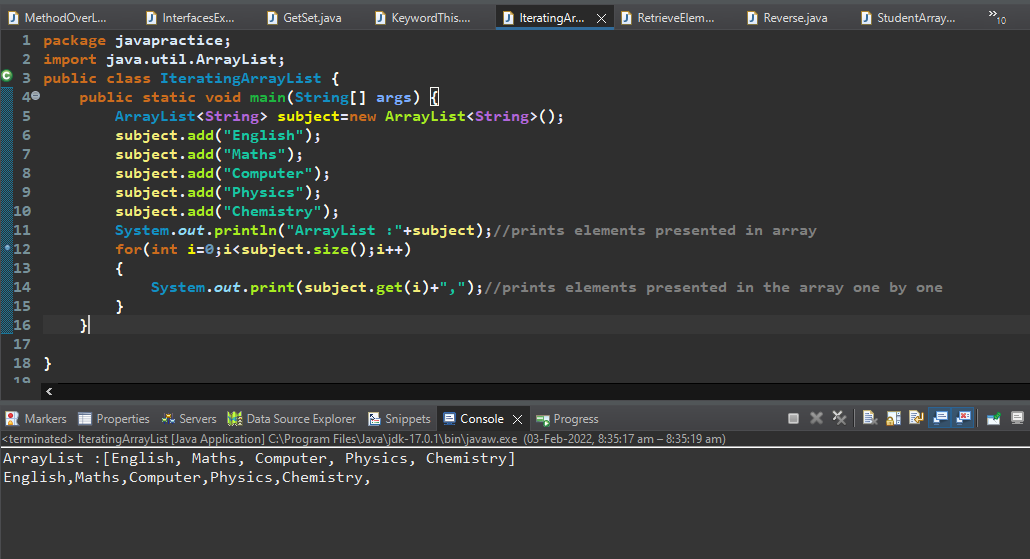 MethodOverL... InterfacesEx... GetSet.java KeywordThis.... IteratingAr... RetrieveElem... Reverse.java StudentArray... »10
1 package javapractice;
2 import java.util.ArrayList;
3 public class IteratingArrayList {
4 public static void main(String[] args) {
5 ArrayList<String> subject=new ArrayList<String>();
6 subject.add("English");
7 subject.add("Maths");
8 subject.add("Computer");
9 subject.add("Physics");
10 subject.add("Chemistry");
11 System.out.println("ArrayList :"+subject);//prints elements presented in array
12 for(int i=0;i<subject.size();i++)
13 {
14 System.out.print(subject.get(i)+",");//prints elements presented in the array one by one
15 }
16 }
17
18 }
19
Markers Properties Servers Data Source Explorer Snippets Console Progress
<terminated> IteratingArrayList [Java Application] C:\Program Files\Java\jdk-17.0.1\bin\javaw.exe (03-Feb-2022, 8:35:17 am – 8:35:19 am)
ArrayList :[English, Maths, Computer, Physics, Chemistry]
English,Maths,Computer,Physics,Chemistry,